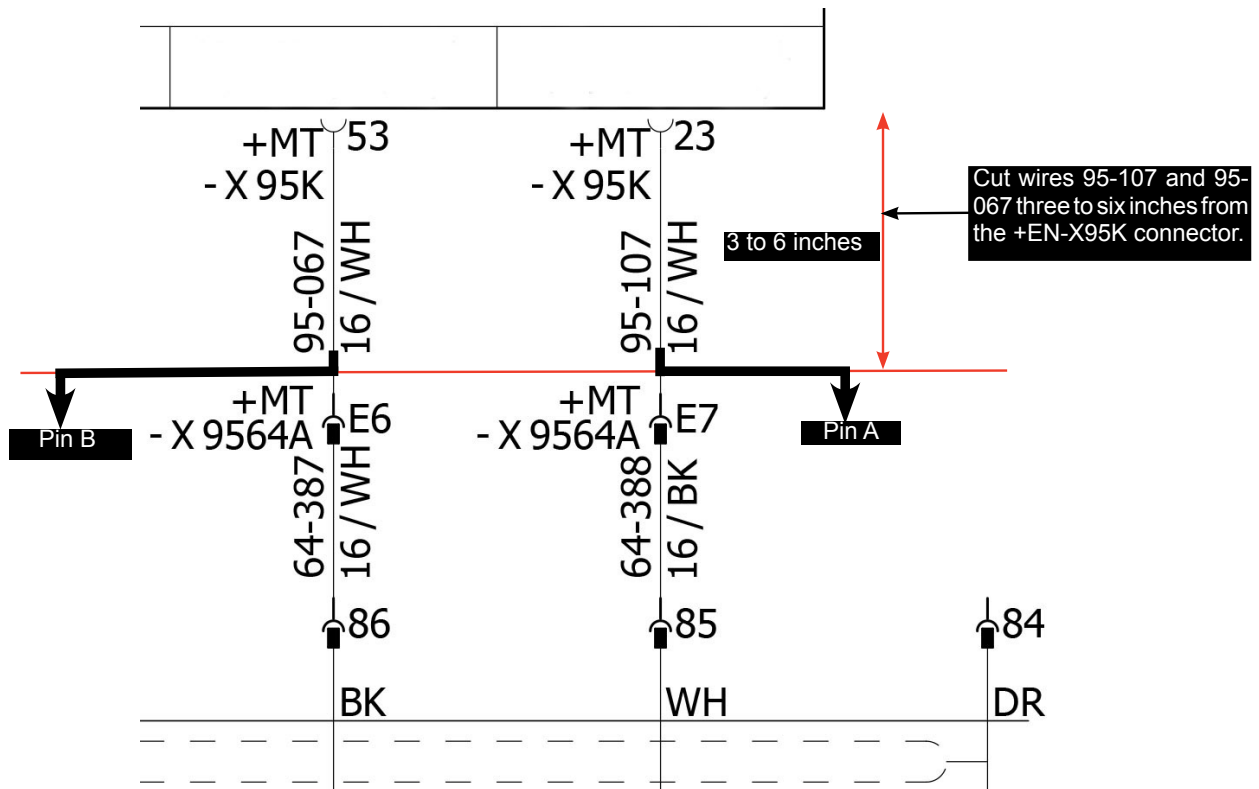 +MT 53
- X 95K
95-067
16 / WH
+MT 23
- X 95K
95-107
16 / WH
3 to 6 inches
Cut wires 95-107 and 95-
067 three to six inches from
the +EN-X95K connector.
Pin B
+MT
- X 9564A E6
64-387
16 / WH
+MT
- X 9564A E7
64-388
16 / BK
Pin A
86
85
84
BK
WH
DR